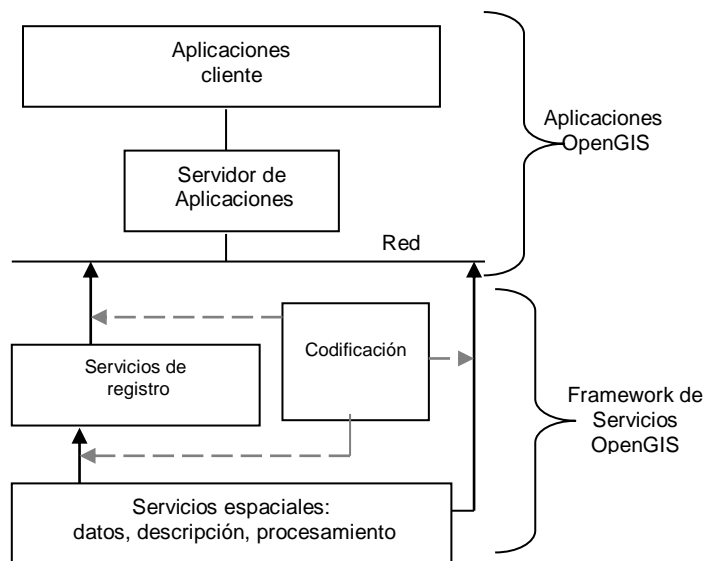 Aplicaciones
cliente
Aplicaciones
OpenGIS
Servidor de
Aplicaciones
Red
Codificación
Servicios de
registro
Framework de
Servicios
OpenGIS
Servicios espaciales:
datos, descripción, procesamiento